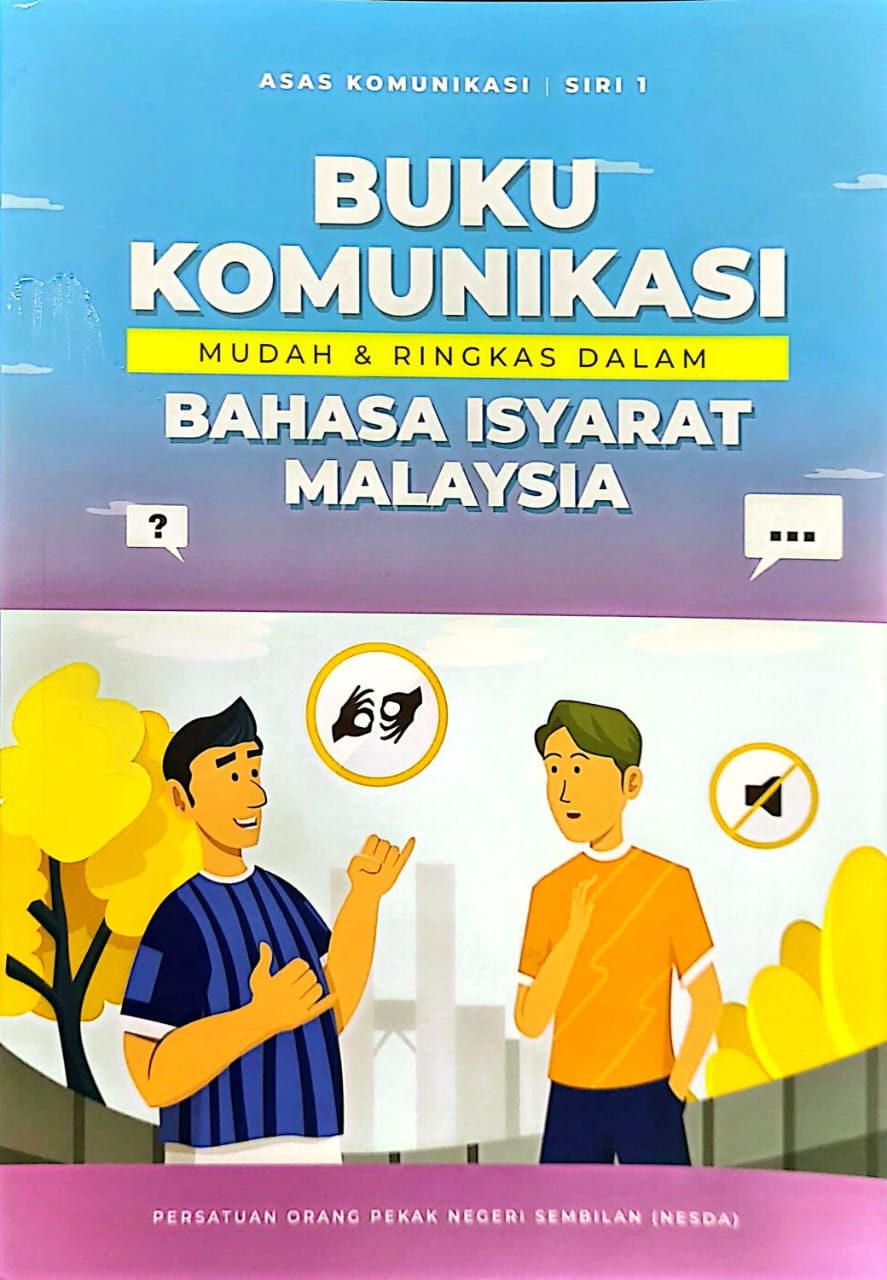 ASAS KOMUNIKASI | SIRI 1
BUKU
KOMUNIKASI
MUDAH & RINGKAS DALAM
BAHASA ISYARAT
MALAYSIA
?
...
PERSATUAN ORANG PEKAK NEGERI SEMBILAN (NESDA)